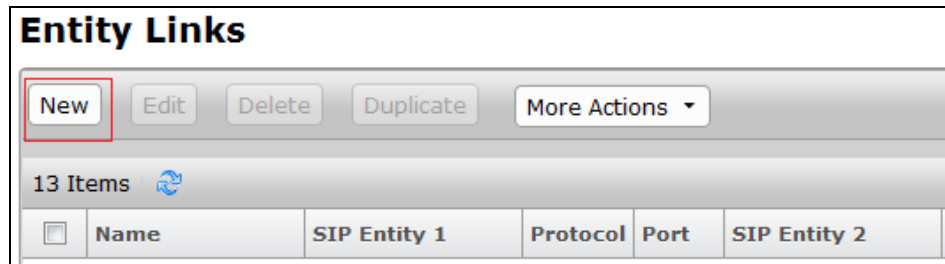 Entity Links
New Edit Delete Duplicate More Actions
13 Items
Name SIP Entity 1 Protocol Port SIP Entity 2